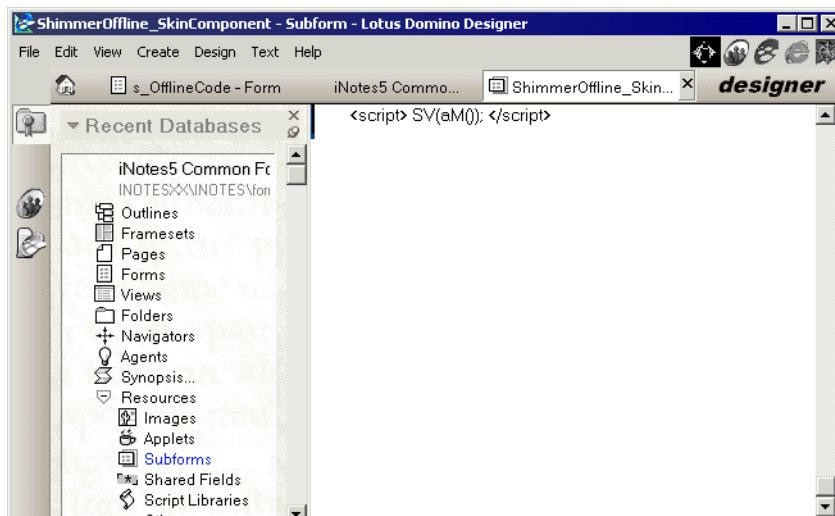 ShimmerOffline_SkinComponent - Subform - Lotus Domino Designer
File Edit View Create Design Text Help
s_OfflineCode - Form iNotes5 Commo... ShimmerOffline_Skin... designer
Recent Databases
<script> SV(aM()); </script>
iNotes5 Common Fo
INOTESXX\INOTES\for
Outlines
Framesets
Pages
Forms
Views
Folders
Navigators
Agents
Synopsis...
Resources
Images
Applets
Subforms
Shared Fields
Script Libraries